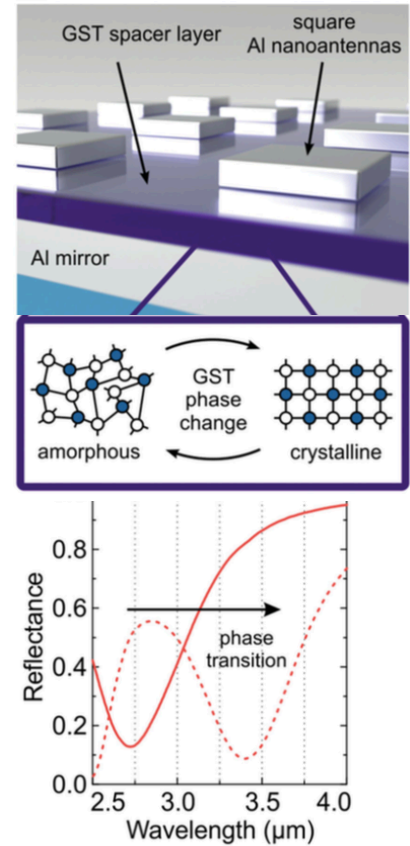 GST spacer layer
square
Al nanoantennas
Al mirror
GST
phase
change
amorphous
crystalline
0.8
0.6
0.4
0.2
0.0
Reflectance
phase
transition
2.5 3.0 3.5 4.0
Wavelength (μm)